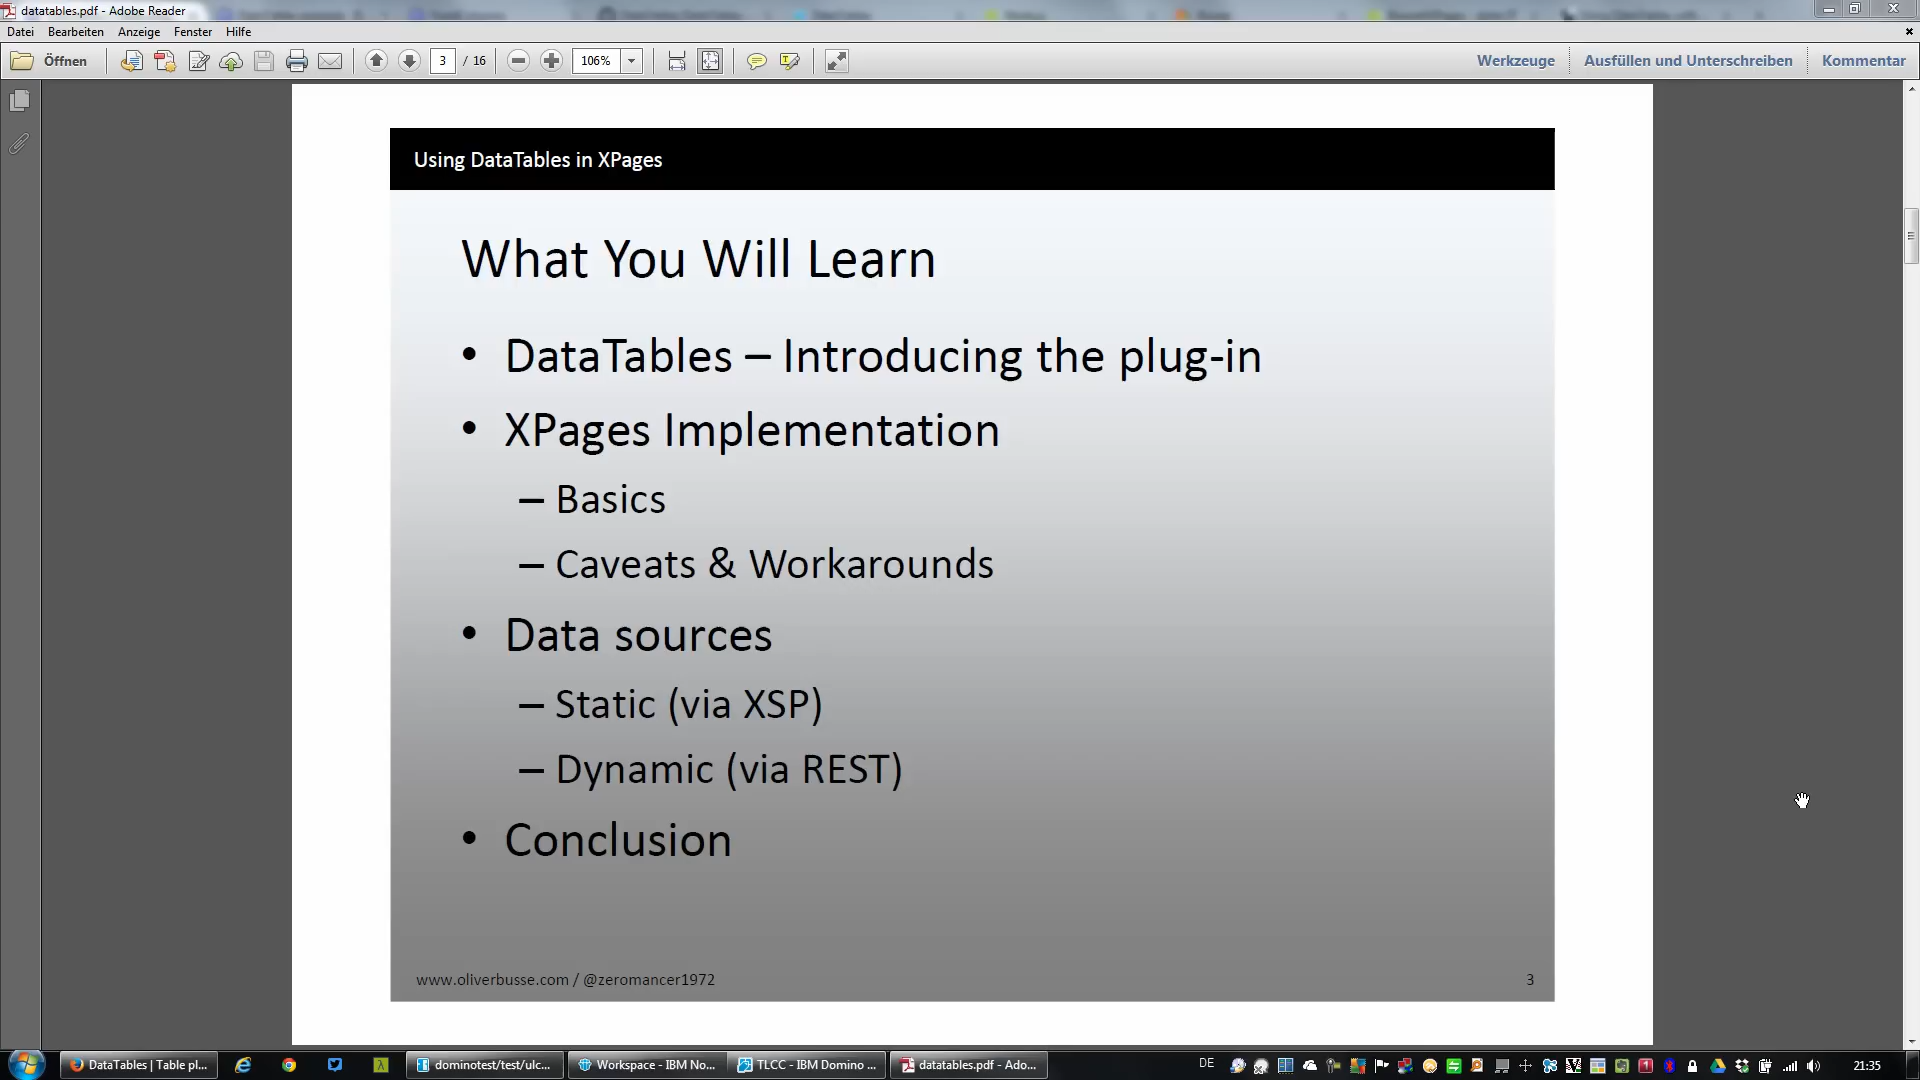 datatables.pdf - Adobe Reader
Datei Bearbeiten Anzeige Fenster Hilfe
Öffnen 3 / 16 106% Werkzeuge Ausfüllen und Unterschreiben Kommentar
Using DataTables in XPages
What You Will Learn
• DataTables – Introducing the plug-in
• XPages Implementation
– Basics
– Caveats & Workarounds
• Data sources
– Static (via XSP)
– Dynamic (via REST)
• Conclusion
www.oliverbusse.com / @zeromancer1972 3
DataTables | Table pl... dominotest/test/ulc... Workspace - IBM No... TLCC - IBM Domino ... datatables.pdf - Ado... DE 21:35